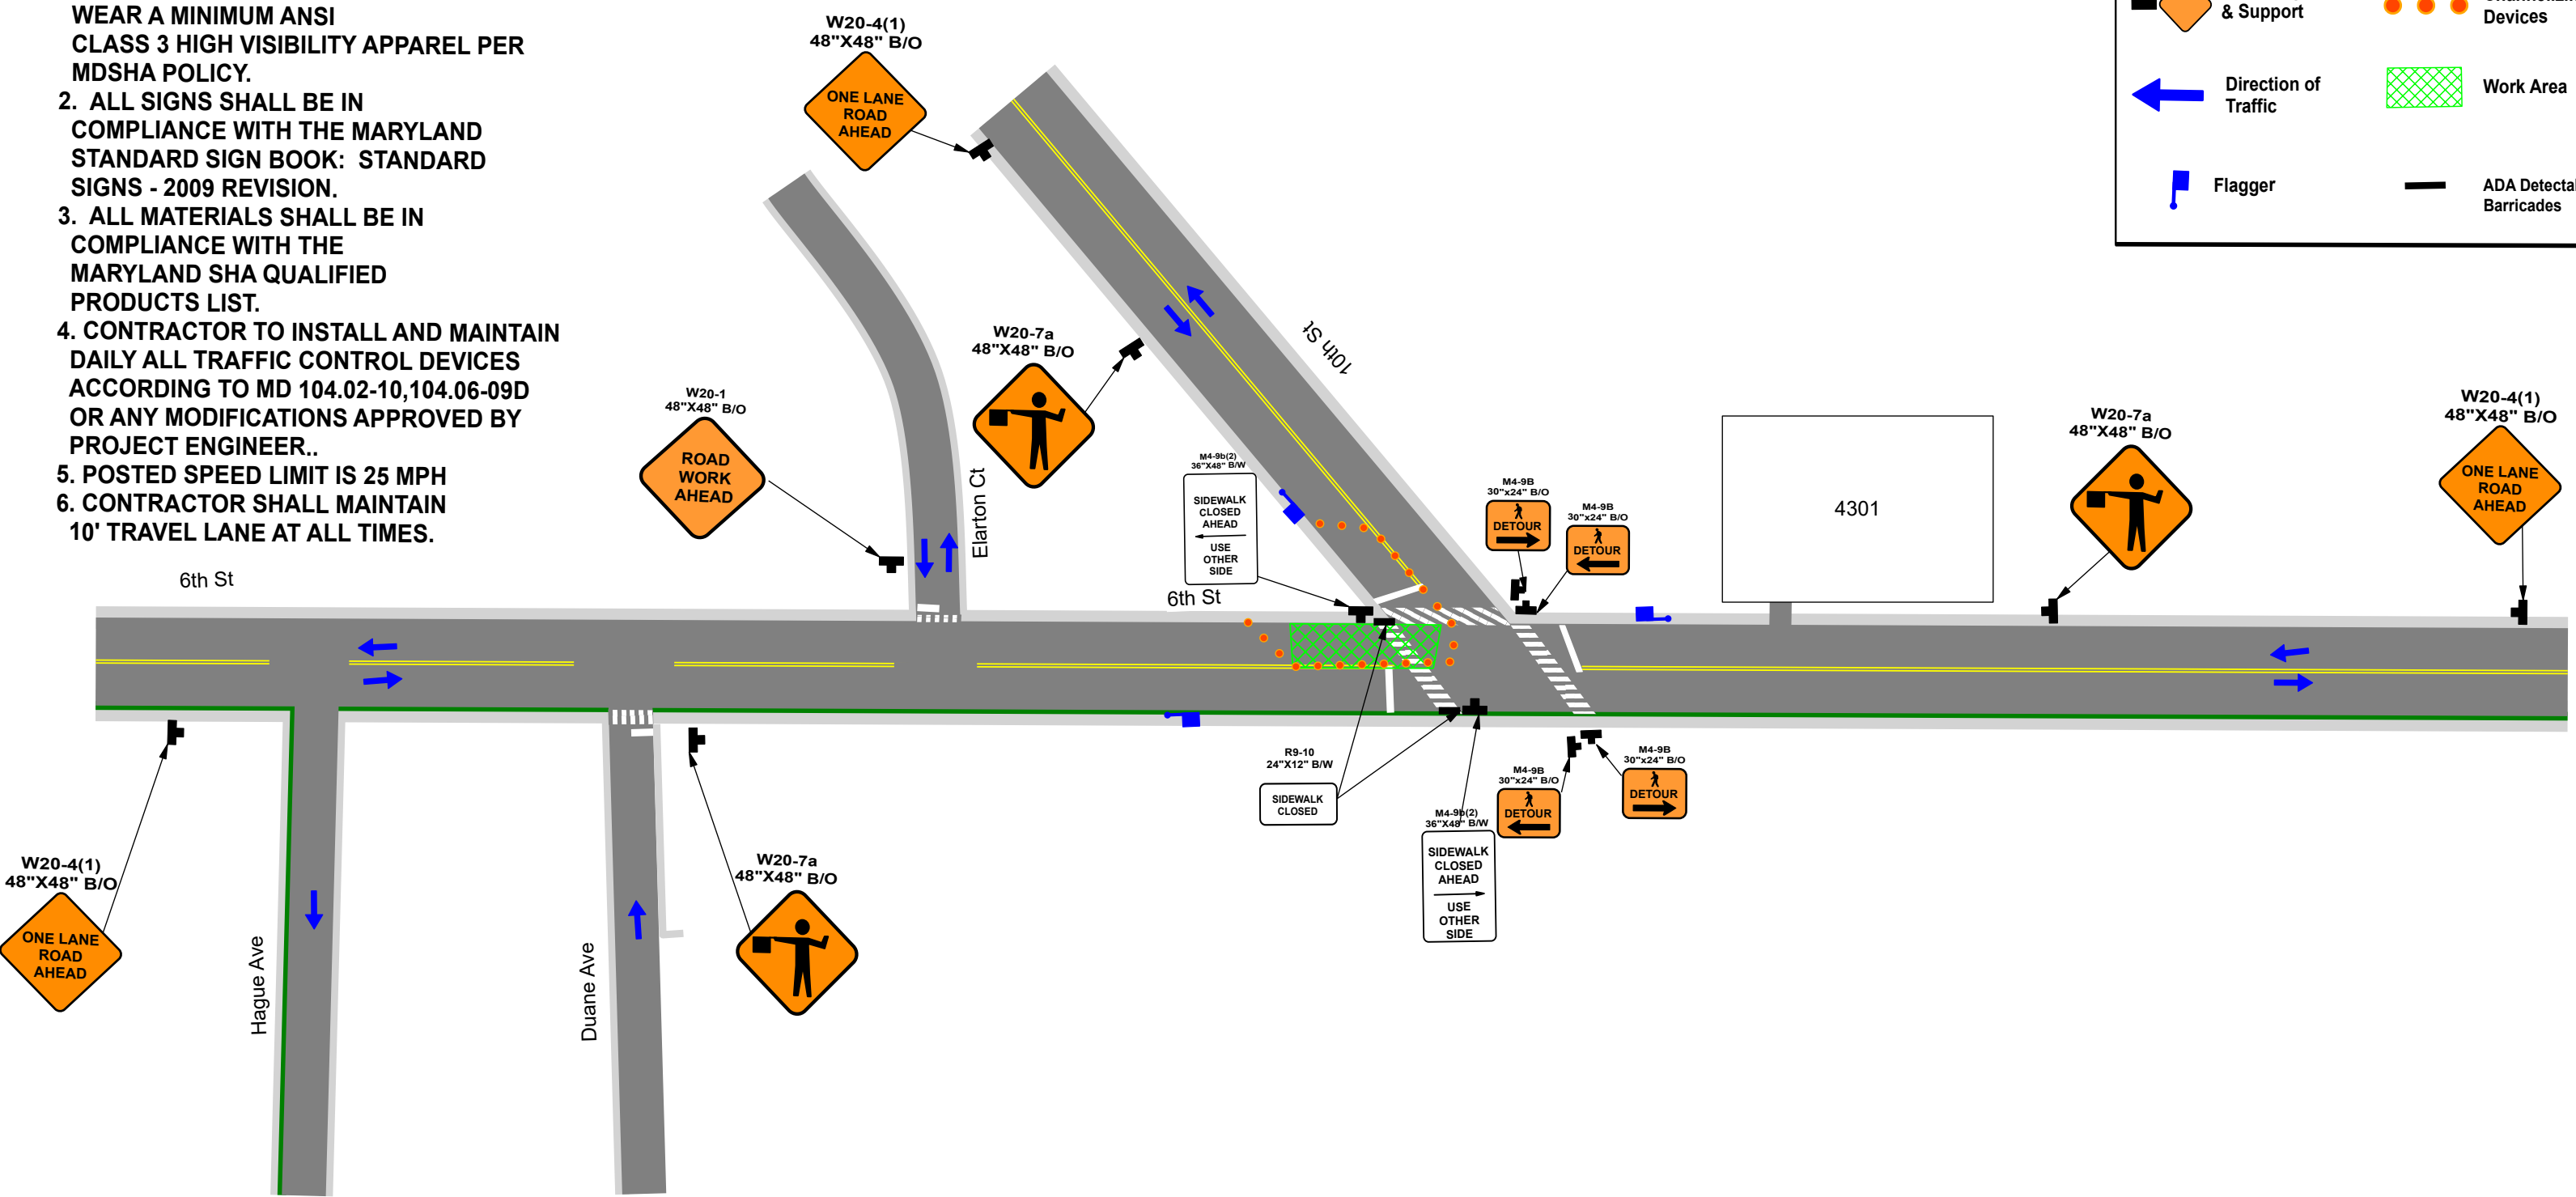 WEAR A MINIMUM ANSI
CLASS 3 HIGH VISIBILITY APPAREL PER
MDSHA POLICY.
2. ALL SIGNS SHALL BE IN
COMPLIANCE WITH THE MARYLAND
STANDARD SIGN BOOK: STANDARD
SIGNS - 2009 REVISION.
3. ALL MATERIALS SHALL BE IN
COMPLIANCE WITH THE
MARYLAND SHA QUALIFIED
PRODUCTS LIST.
4. CONTRACTOR TO INSTALL AND MAINTAIN
DAILY ALL TRAFFIC CONTROL DEVICES
ACCORDING TO MD 104.02-10,104.06-09D
OR ANY MODIFICATIONS APPROVED BY
PROJECT ENGINEER..
5. POSTED SPEED LIMIT IS 25 MPH
6. CONTRACTOR SHALL MAINTAIN
10' TRAVEL LANE AT ALL TIMES.
W20-4(1)
48"X48" B/O
ONE LANE
ROAD
AHEAD
& Support
Devices
Direction of
Traffic
Work Area
Flagger
ADA
Barricades
10th St
W20-7a
48"X48" B/O
W20-1
48"X48" B/O
ROAD
WORK
AHEAD
Elarton Ct
M4-9b(2)
36"X48" B/W
SIDEWALK
CLOSED
AHEAD
USE
OTHER
SIDE
M4-9B
30"x24" B/O
DETOUR
M4-9B
30"x24" B/O
DETOUR
4301
W20-7a
48"X48" B/O
W20-4(1)
48"X48" B/O
ONE LANE
ROAD
AHEAD
6th St
6th St
R9-10
24"X12" B/W
SIDEWALK
CLOSED
M4-9b(2)
36"X48" B/W
SIDEWALK
CLOSED
AHEAD
USE
OTHER
SIDE
M4-9B
30"x24" B/O
DETOUR
M4-9B
30"x24" B/O
DETOUR
W20-4(1)
48"X48" B/O
ONE LANE
ROAD
AHEAD
Hague Ave
Duane Ave
W20-7a
48"X48" B/O